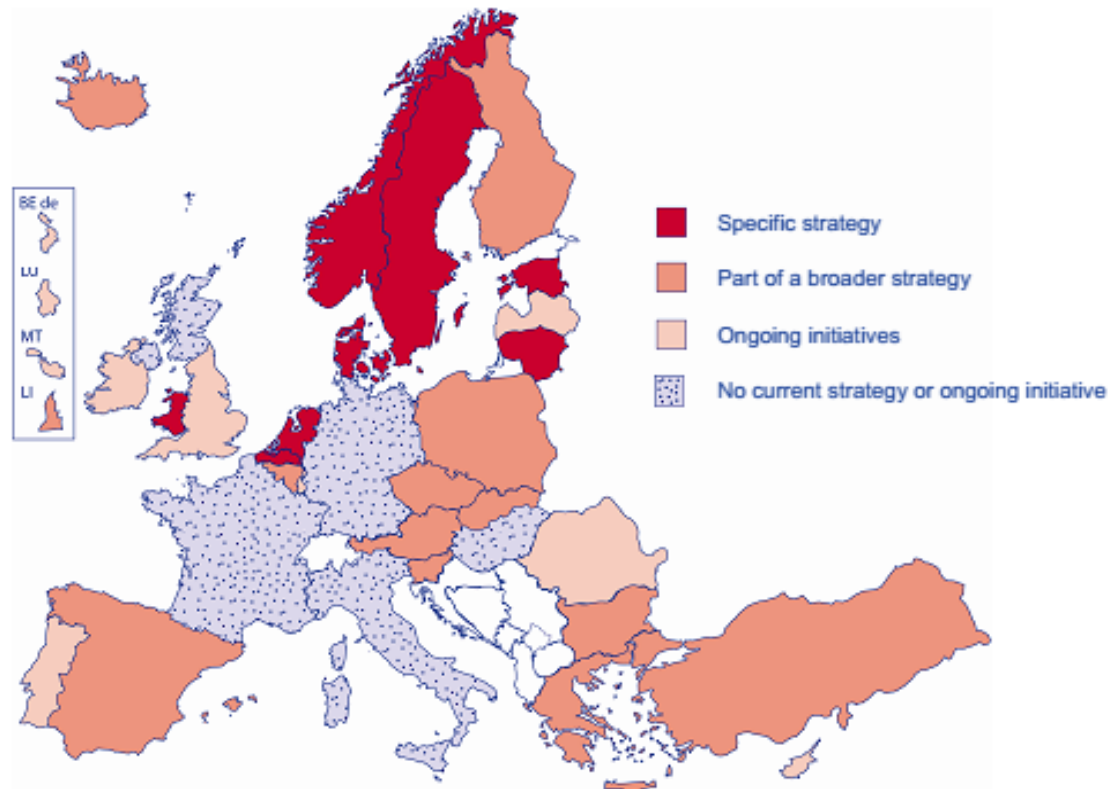 BE de
LU
MT
LI
Specific strategy
Part of a broader strategy
Ongoing initiatives
No current strategy or ongoing initiative